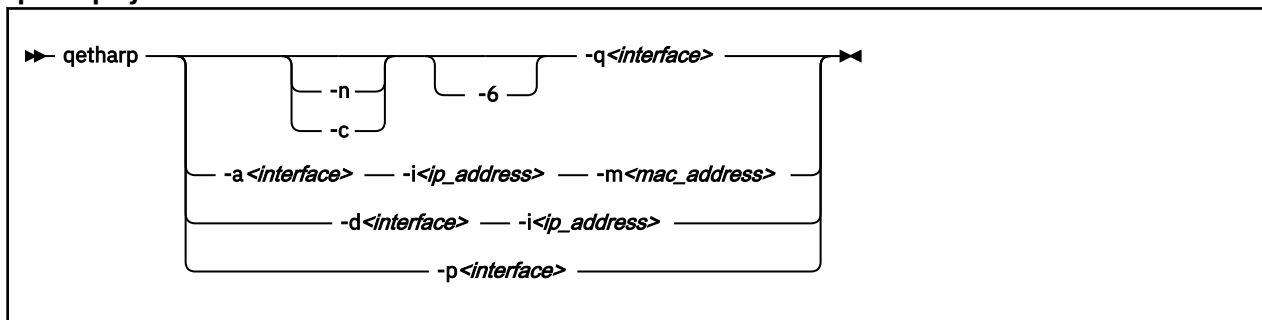 qetharp -q<interface>
-n -6
-c
-a<interface> -i<ip_address> -m<mac_address>
-d<interface> -i<ip_address>
-p<interface>